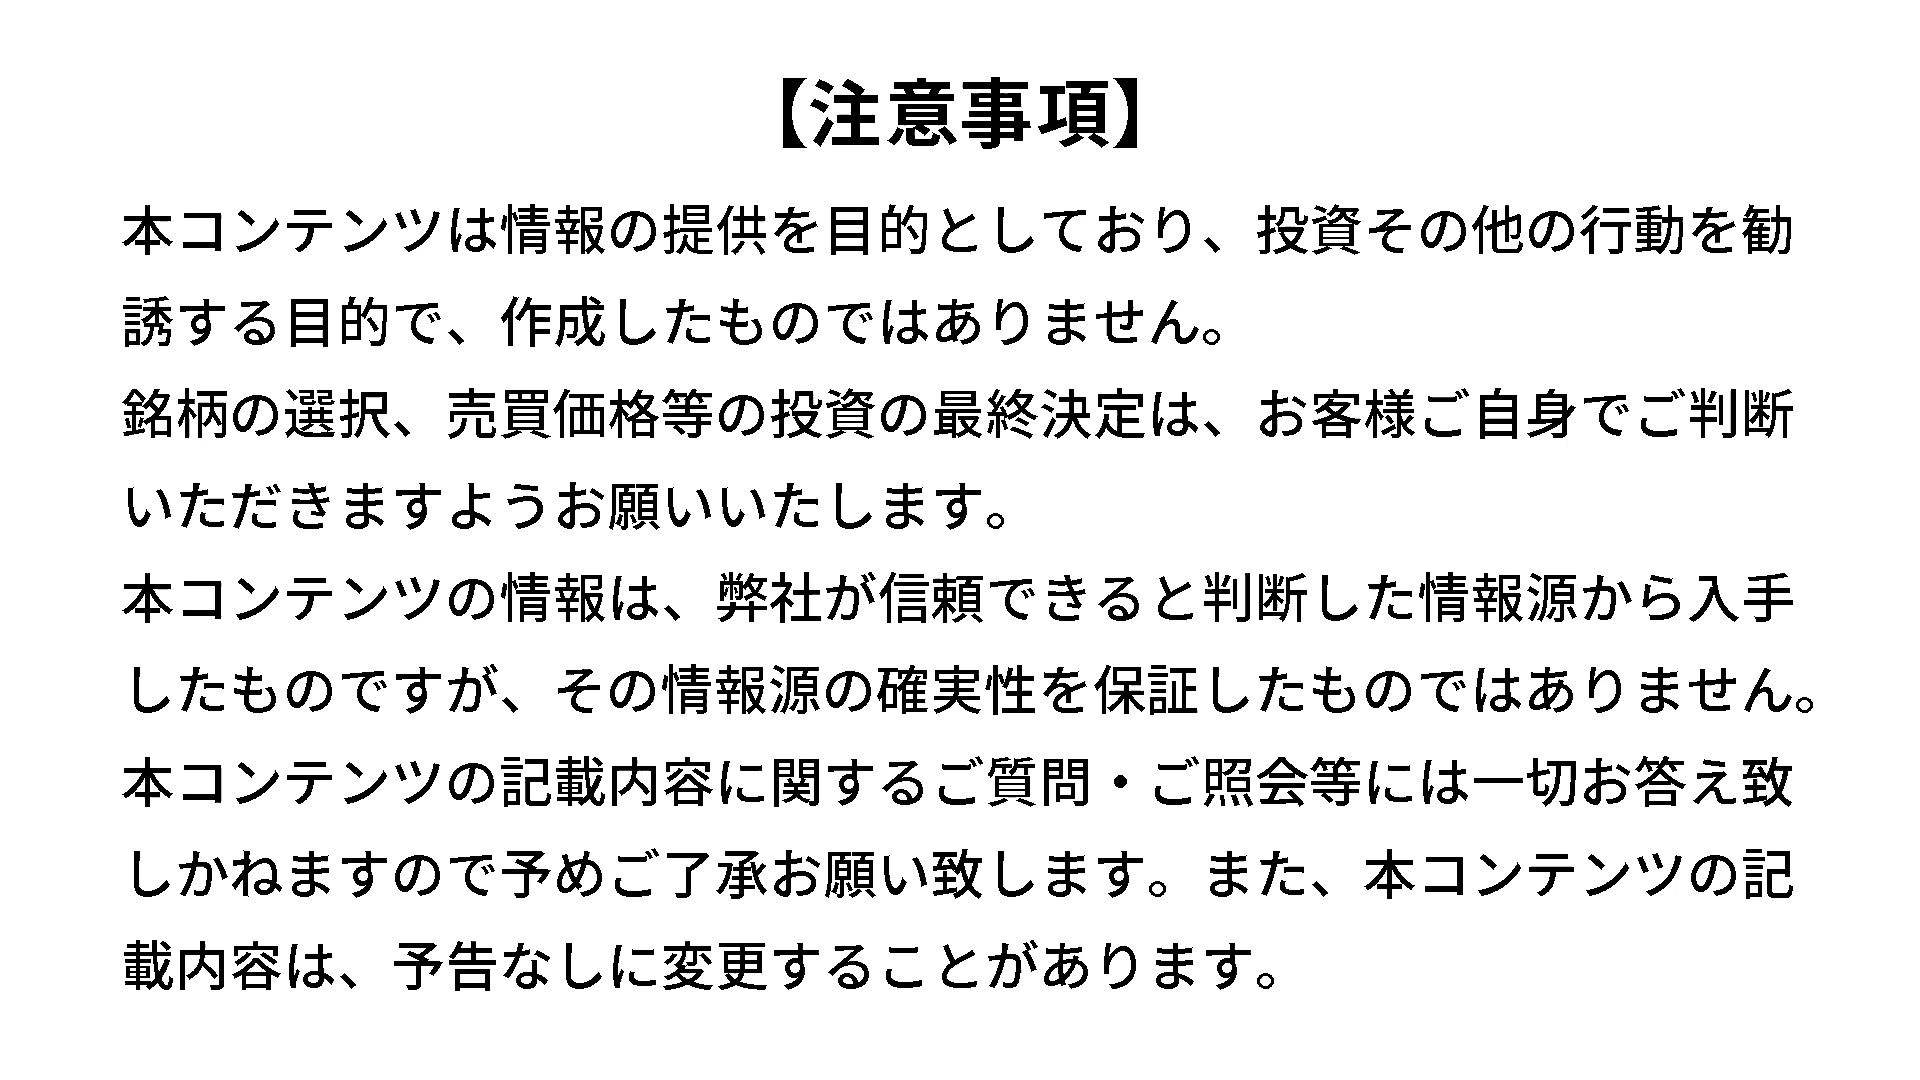 【注意事項】
本コンテンツは情報の提供を目的としており、投資その他の行動を勧
誘する目的で、作成したものではありません。
銘柄の選択、売買価格等の投資の最終決定は、お客様ご自身でご判断
いただきますようお願いいたします。
本コンテンツの情報は、弊社が信頼できると判断した情報源から入手
したものですが、その情報源の確実性を保証したものではありません。
本コンテンツの記載内容に関するご質問・ご照会等には一切お答え致
しかねますので予めご了承お願い致します。また、本コンテンツの記
載内容は、予告なしに変更することがあります。